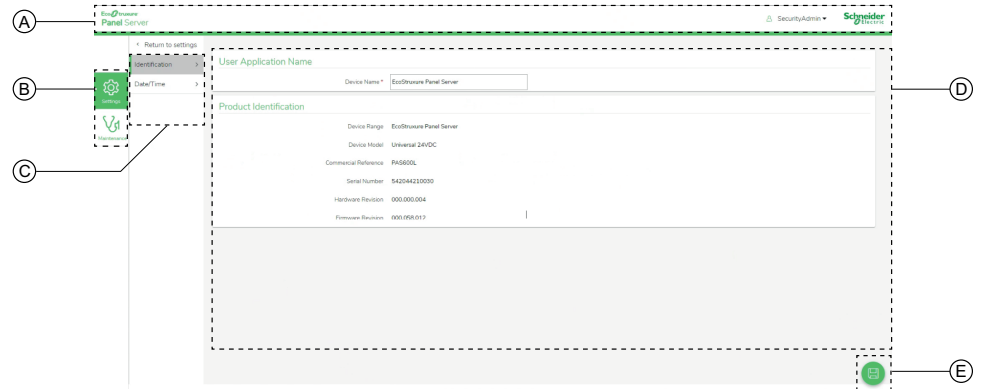 EcoStruxure
Panel Server
SecurityAdmin
Schneider
Electric
A
Return to settings
Identification
Date/Time
Settings
Maintenance
B
C
User Application Name
Device Name * EcoStruxure Panel Server
Product Identification
Device Range EcoStruxure Panel Server
Device Model Universal 24VDC
Commercial Reference PAS600L
Serial Number 542044210030
Hardware Revision 000.000.004
Firmware Revision 000.058.012
D
E